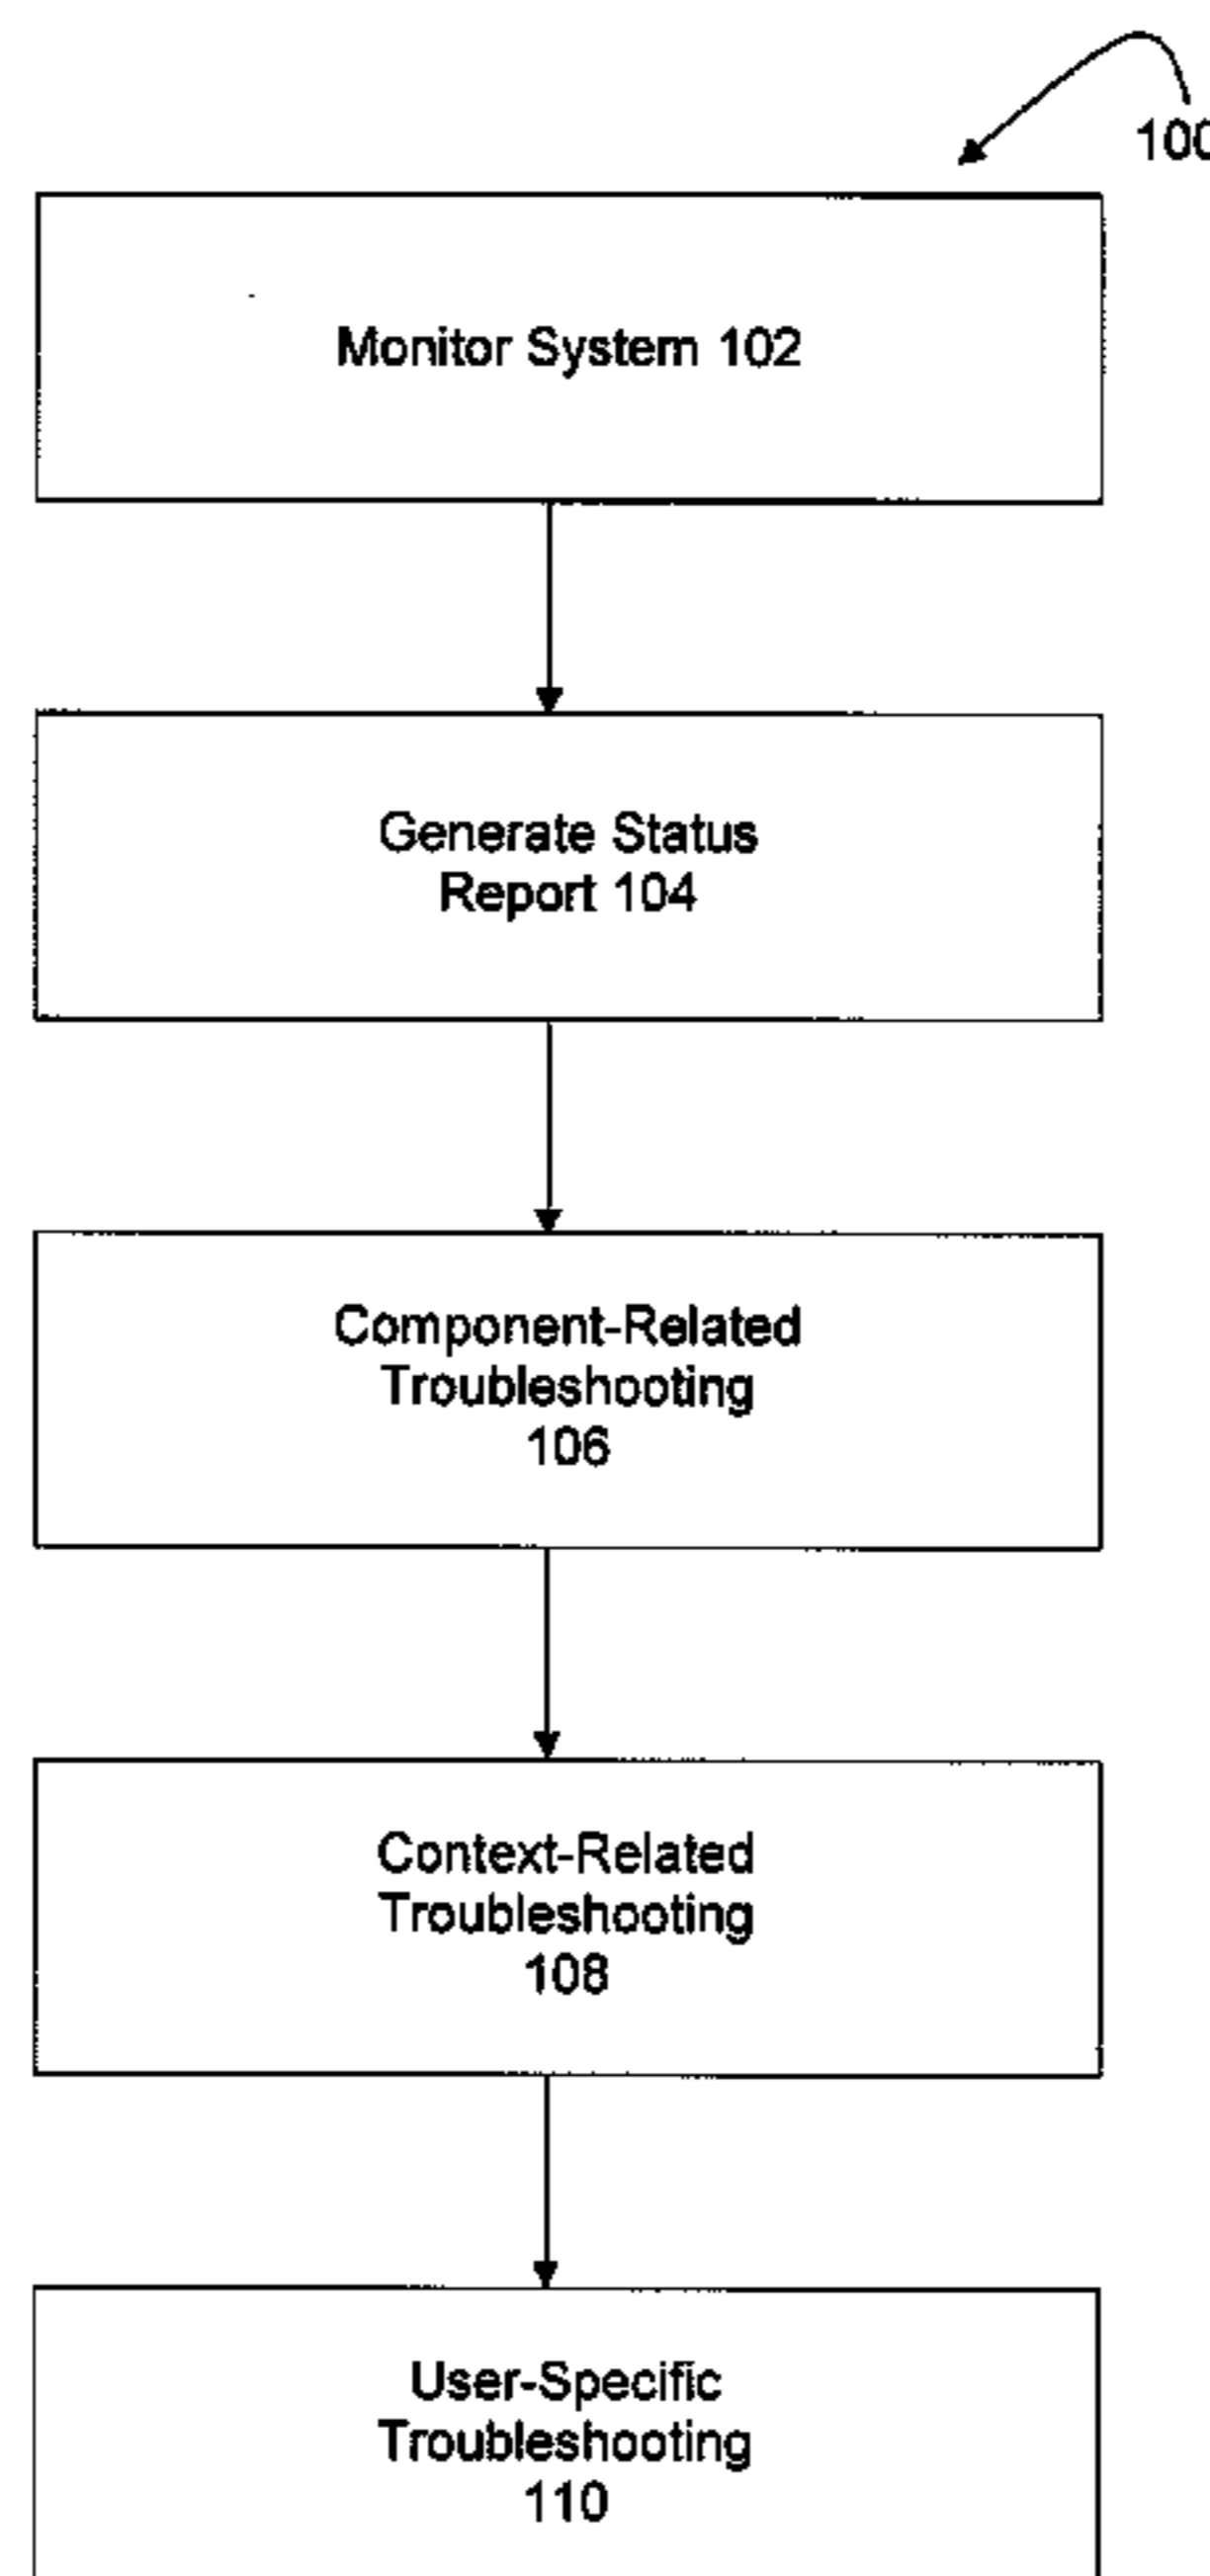 100
Monitor System 102
Generate Status
Report 104
Component-Related
Troubleshooting
106
Context-Related
Troubleshooting
108
User-Specific
Troubleshooting
110